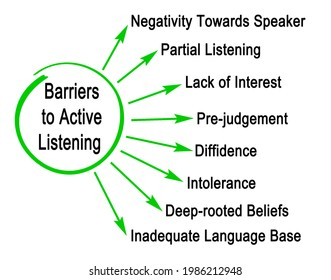 Negativity Towards Speaker
Partial Listening
Lack of Interest
Barriers
to Active
Listening
Pre-judgement
Diffidence
Intolerance
Deep-rooted Beliefs
Inadequate Language Base
shutterstock.com · 1986212948